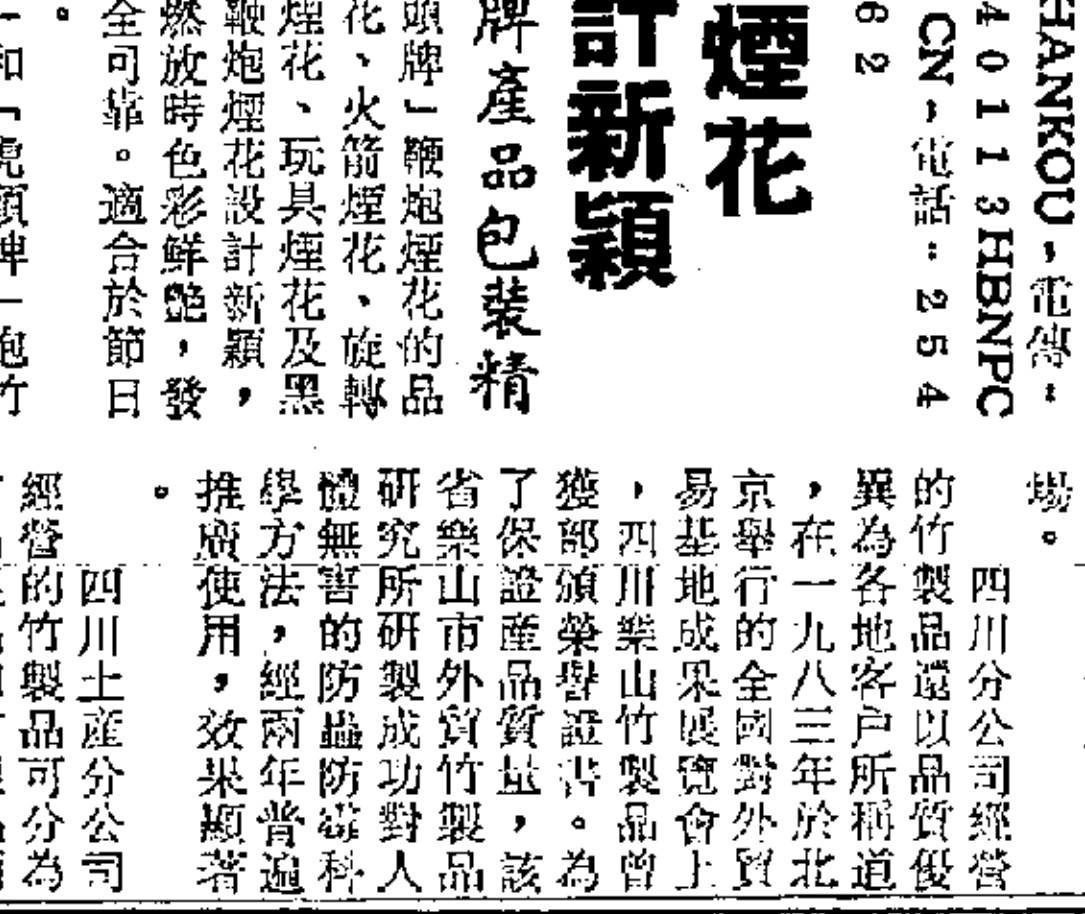 HANKOU，電傳：
40113HBNPC
CN，電話：254
62
煙花
計新穎
牌產品包裝精
頭牌」鞭炮煙花的品
花、火箭煙花、旋轉
煙花、玩具煙花及黑
鞭炮煙花設計新穎，
燃放時色彩鮮艷，發
全可靠。適合於節日
。
和「虎頭牌」炮竹
場。
四川分公司經營
的竹製品還以品質優
異為各地客戶所稱道
，在一九八三年於北
京舉行的全國對外貿
易基地成果展覽會上
，四川樂山竹製品曾
獲部頒榮譽證書。為
了保證產品質量，該
省樂山市外貿竹製品
研究所研製成功對人
體無害的防蟲防霉科
學方法，經兩年普遍
推廣使用，效果顯著
。
四川土產分公司
經營的竹製品可分為